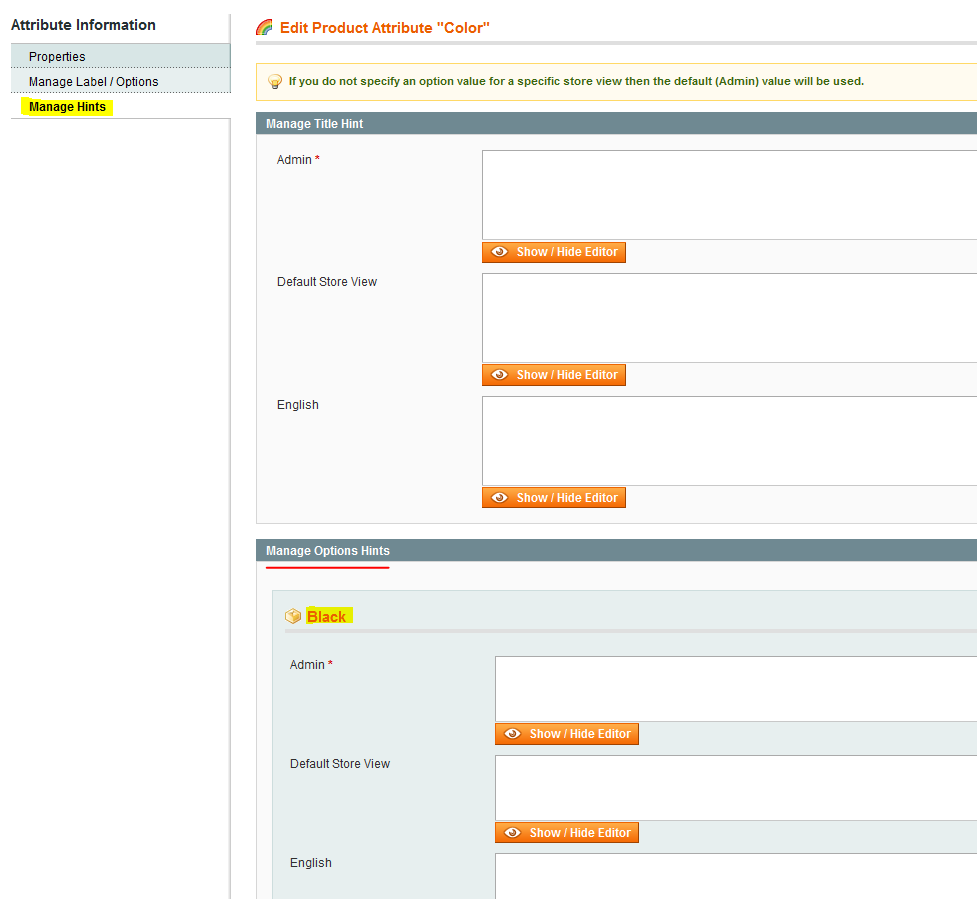 Attribute Information
Properties
Manage Label / Options
Manage Hints
Edit Product Attribute "Color"
If you do not specify an option value for a specific store view then the default (Admin) value will be used.
Manage Title Hint
Admin *
Show / Hide Editor
Default Store View
Show / Hide Editor
English
Show / Hide Editor
Manage Options Hints
Black
Admin *
Show / Hide Editor
Default Store View
Show / Hide Editor
English